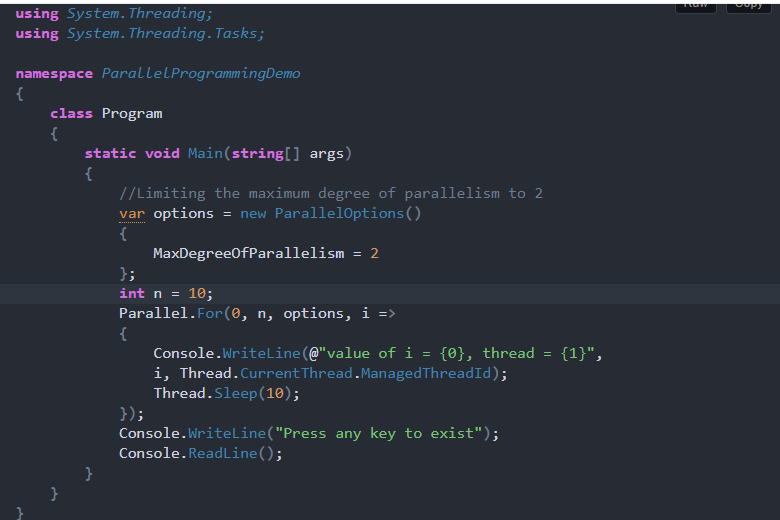 Raw Copy
using System.Threading;
using System.Threading.Tasks;
namespace ParallelProgrammingDemo
{
class Program
{
static void Main(string[] args)
{
//Limiting the maximum degree of parallelism to 2
var options = new ParallelOptions()
{
MaxDegreeOfParallelism = 2
};
int n = 10;
Parallel.For(0, n, options, i =>
{
Console.WriteLine(@"value of i = {0}, thread = {1}",
i, Thread.CurrentThread.ManagedThreadId);
Thread.Sleep(10);
});
Console.WriteLine("Press any key to exist");
Console.ReadLine();
}
}
}